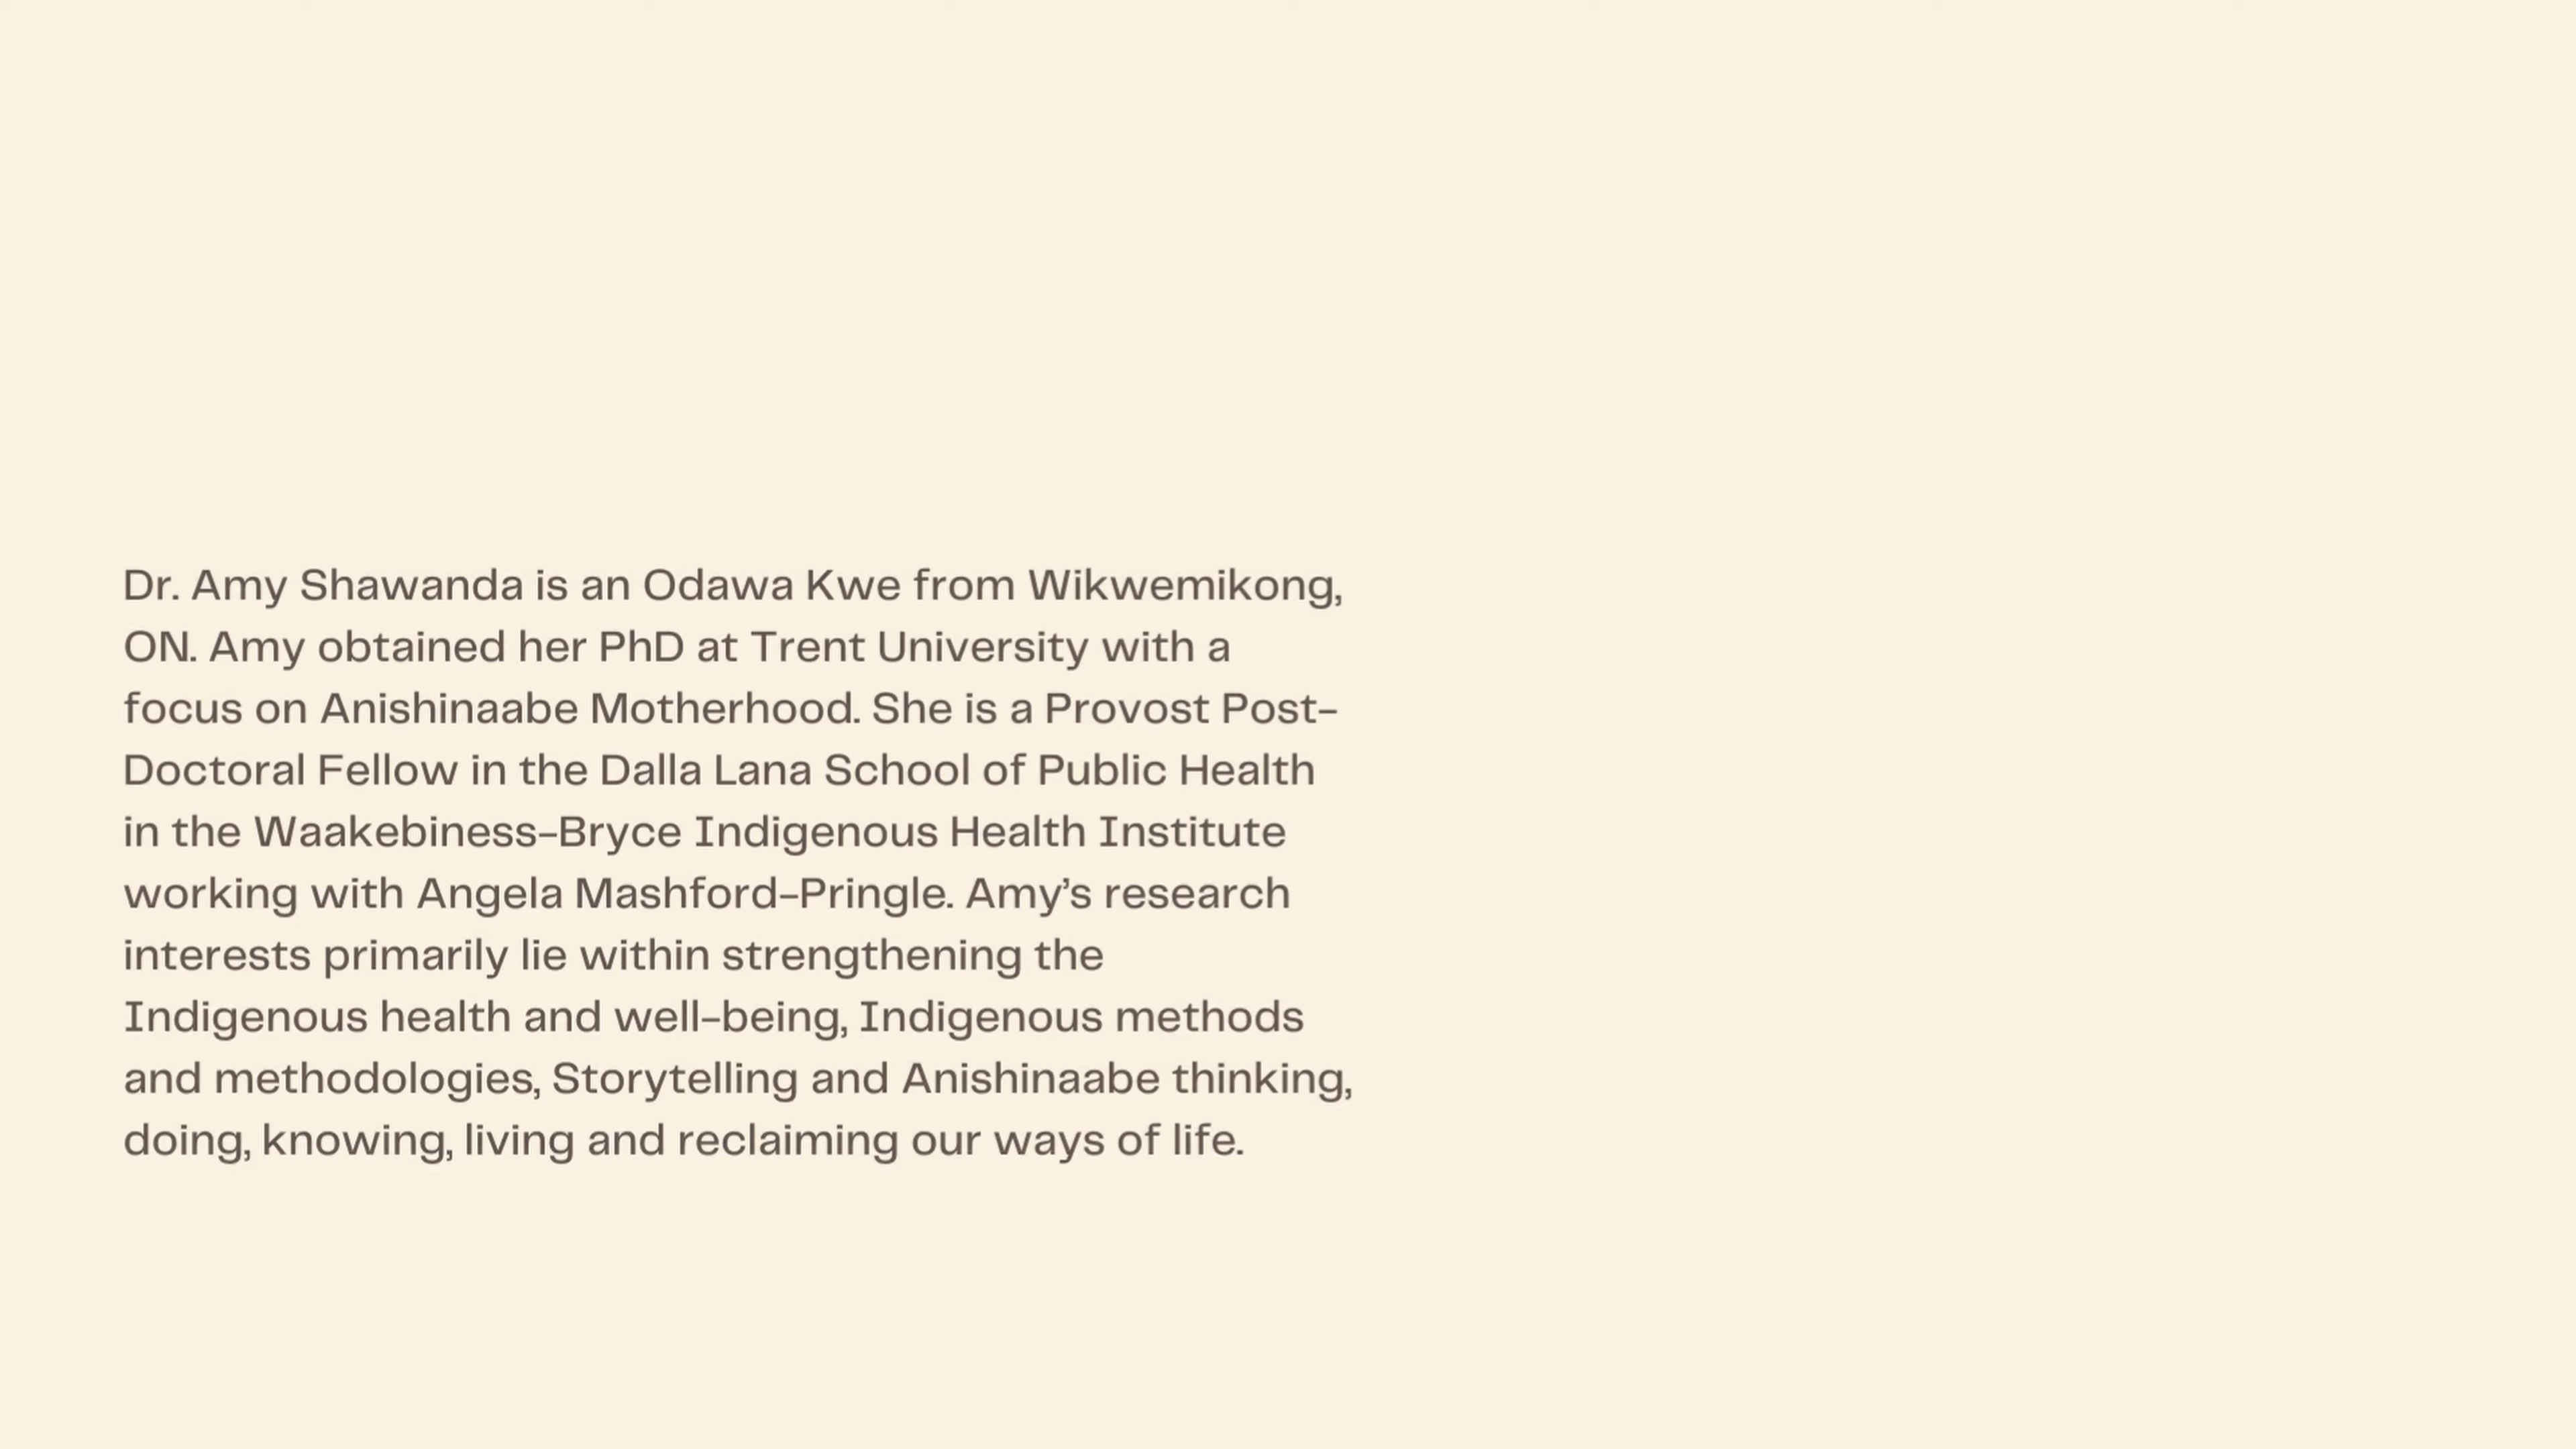 Dr. Amy Shawanda is an Odawa Kwe from Wikwemikong,
ON. Amy obtained her PhD at Trent University with a
focus on Anishinaabe Motherhood. She is a Provost Post-
Doctoral Fellow in the Dalla Lana School of Public Health
in the Waakebiness-Bryce Indigenous Health Institute
working with Angela Mashford-Pringle. Amy’s research
interests primarily lie within strengthening the
Indigenous health and well-being, Indigenous methods
and methodologies, Storytelling and Anishinaabe thinking,
doing, knowing, living and reclaiming our ways of life.